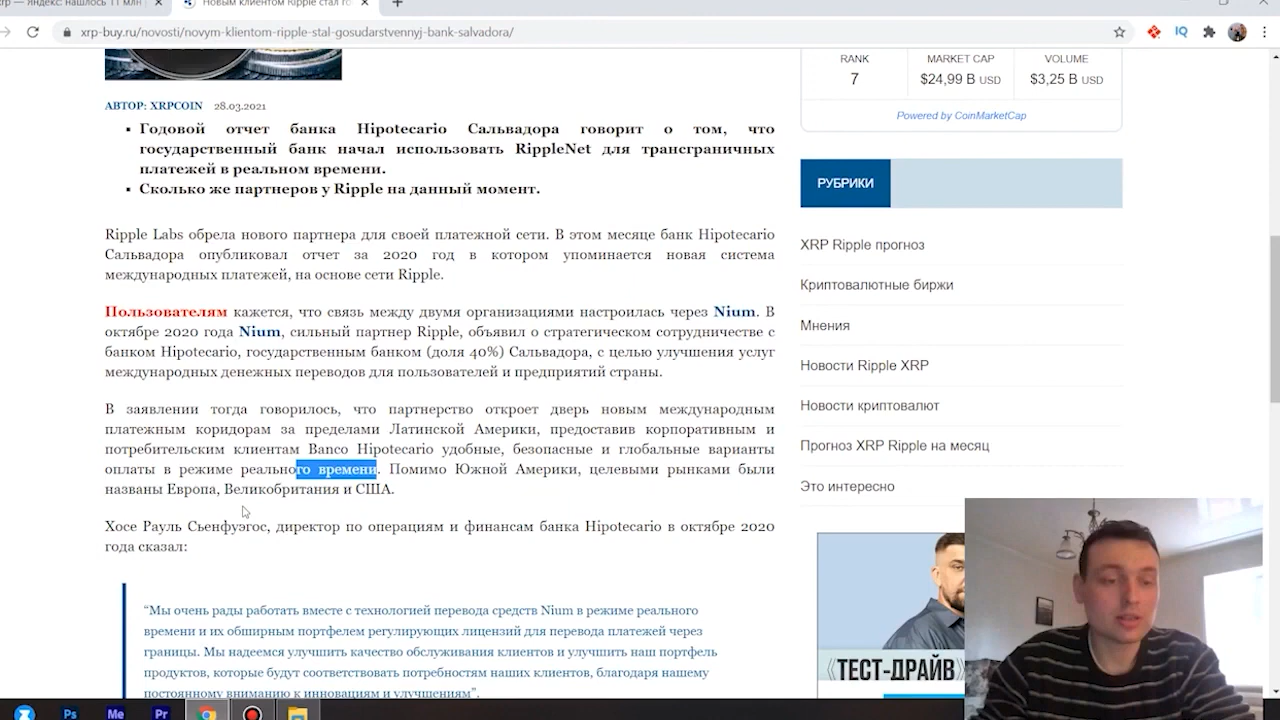 xrp — Яндекс: нашлось 11 млн
Новым клиентом Ripple стал го
xrp-buy.ru/novosti/novym-klientom-ripple-stal-gosudarstvennyj-bank-salvadora/
IQ
АВТОР: XRPCOIN 28.03.2021
Годовой отчет банка Hipotecario Сальвадора говорит о том, что
государственный банк начал использовать RippleNet для трансграничных
платежей в реальном времени.
Сколько же партнеров у Ripple на данный момент.
Ripple Labs обрела нового партнера для своей платежной сети. В этом месяце банк Hipotecario
Сальвадора опубликовал отчет за 2020 год в котором упоминается новая система
международных платежей, на основе сети Ripple.
Пользователям кажется, что связь между двумя организациями настроилась через Nium. В
октябре 2020 года Nium, сильный партнер Ripple, объявил о стратегическом сотрудничестве с
банком Hipotecario, государственным банком (доля 40%) Сальвадора, с целью улучшения услуг
международных денежных переводов для пользователей и предприятий страны.
В заявлении тогда говорилось, что партнерство откроет дверь новым международным
платежным коридорам за пределами Латинской Америки, предоставив корпоративным и
потребительским клиентам Banco Hipotecario удобные, безопасные и глобальные варианты
оплаты в режиме реального времени. Помимо Южной Америки, целевыми рынками были
названы Европа, Великобритания и США.
Хосе Рауль Сьенфуэгос, директор по операциям и финансам банка Hipotecario в октябре 2020
года сказал:
“Мы очень рады работать вместе с технологией перевода средств Nium в режиме реального
времени и их обширным портфелем регулирующих лицензий для перевода платежей через
границы. Мы надеемся улучшить качество обслуживания клиентов и улучшить наш портфель
продуктов, которые будут соответствовать потребностям наших клиентов, благодаря нашему
постоянному вниманию к инновациям и улучшениям”.
RANK MARKET CAP VOLUME
7 $24,99 B USD $3,25 B USD
Powered by CoinMarketCap
РУБРИКИ
XRP Ripple прогноз
Криптовалютные биржи
Мнения
Новости Ripple XRP
Новости криптовалют
Прогноз XRP Ripple на месяц
Это интересно
ТЕСТ-ДРАЙВ
Ps Me Pr